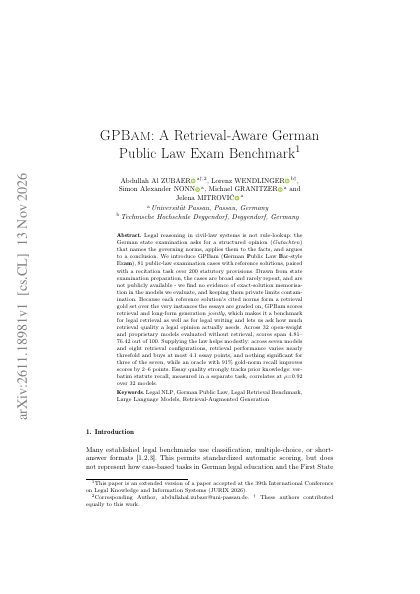 arXiv:2611.18981v1 [cs.CL] 13 Nov 2026
GPBAM: A Retrieval-Aware German
Public Law Exam Benchmark1
Abdullah Al ZUBAER a†,2, Lorenz WENDLINGER b†,
Simon Alexander NONN a, Michael GRANITZER a and
Jelena MITROVIĆ a
a Universität Passau, Passau, Germany
b Technische Hochschule Deggendorf, Deggendorf, Germany
Abstract. Legal reasoning in civil-law systems is not rule-lookup: the
German state examination asks for a structured opinion (Gutachten)
that names the governing norms, applies them to the facts, and argues
to a conclusion. We introduce GPBam (German Public Law Bar-style
Exam), 81 public-law examination cases with reference solutions, paired
with a recitation task over 200 statutory provisions. Drawn from state
examination preparation, the cases are broad and rarely repeat, and are
not publicly available - we find no evidence of exact-solution memorisa-
tion in the models we evaluate, and keeping them private limits contam-
ination. Because each reference solution's cited norms form a retrieval
gold set over the very instances the essays are graded on, GPBam scores
retrieval and long-form generation jointly, which makes it a benchmark
for legal retrieval as well as for legal writing and lets us ask how much
retrieval quality a legal opinion actually needs. Across 32 open-weight
and proprietary models evaluated without retrieval, scores span 4.81–
76.42 out of 100. Supplying the law helps modestly: across seven models
and eight retrieval configurations, retrieval performance varies nearly
threefold and buys at most 4.1 essay points, and nothing significant for
three of the seven, while an oracle with 91% gold-norm recall improves
scores by 2–6 points. Essay quality strongly tracks prior knowledge: ver-
batim statute recall, measured in a separate task, correlates at ρ=0.92
over 32 models.
Keywords. Legal NLP, German Public Law, Legal Retrieval Benchmark,
Large Language Models, Retrieval-Augmented Generation
1. Introduction
Many established legal benchmarks use classification, multiple-choice, or short-
answer formats [1,2,3]. This permits standardized automatic scoring, but does
not represent how case-based tasks in German legal education and the First State
1This paper is an extended version of a paper accepted at the 39th International Conference
on Legal Knowledge and Information Systems (JURIX 2026).
2Corresponding Author, abdullahal.zubaer@uni-passau.de. † These authors contributed
equally to this work.